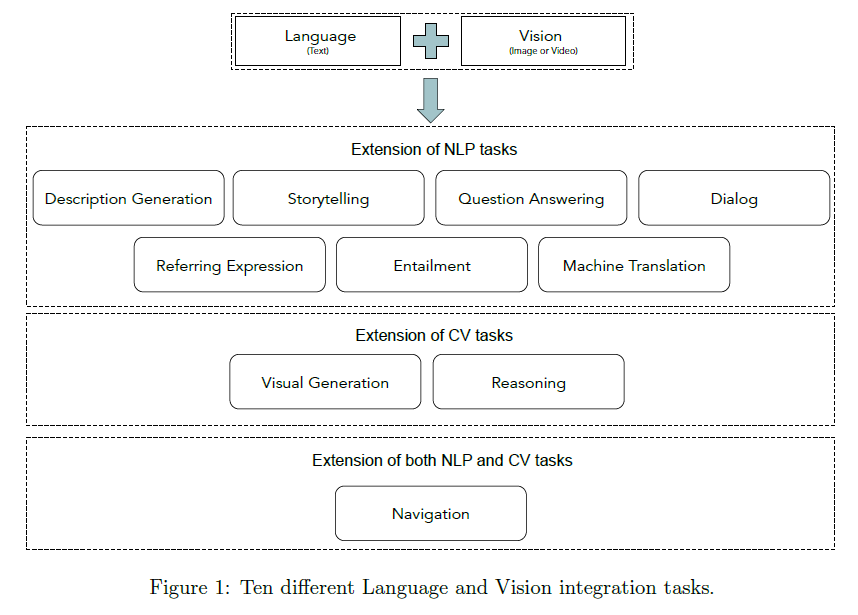 Language Vision
(Text) (Image or Video)
Extension of NLP tasks
Description Generation Storytelling Question Answering Dialog
Referring Expression Entailment Machine Translation
Extension of CV tasks
Visual Generation Reasoning
Extension of both NLP and CV tasks
Navigation
Figure 1: Ten different Language and Vision integration tasks.